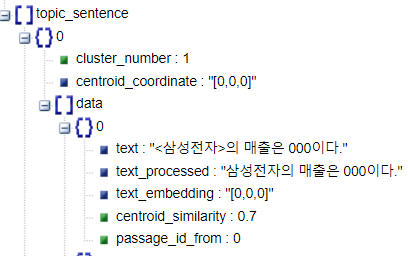 topic_sentence
0
cluster_number : 1
centroid_coordinate : "[0,0,0]"
data
0
text : "<삼성전자>의 매출은 000이다."
text_processed : "삼성전자의 매출은 000이다."
text_embedding : "[0,0,0]"
centroid_similarity : 0.7
passage_id_from : 0